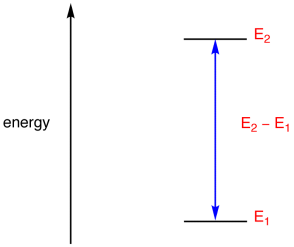 E₂
energy
E₂ – E₁
E₁